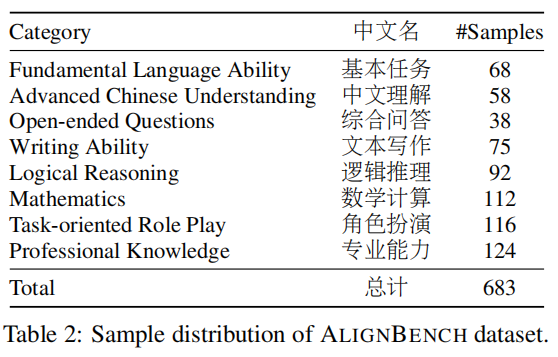 Category 中文名 #Samples
Fundamental Language Ability 基本任务 68
Advanced Chinese Understanding 中文理解 58
Open-ended Questions 综合问答 38
Writing Ability 文本写作 75
Logical Reasoning 逻辑推理 92
Mathematics 数学计算 112
Task-oriented Role Play 角色扮演 116
Professional Knowledge 专业能力 124
Total 总计 683
Table 2: Sample distribution of ALIGNBENCH dataset.